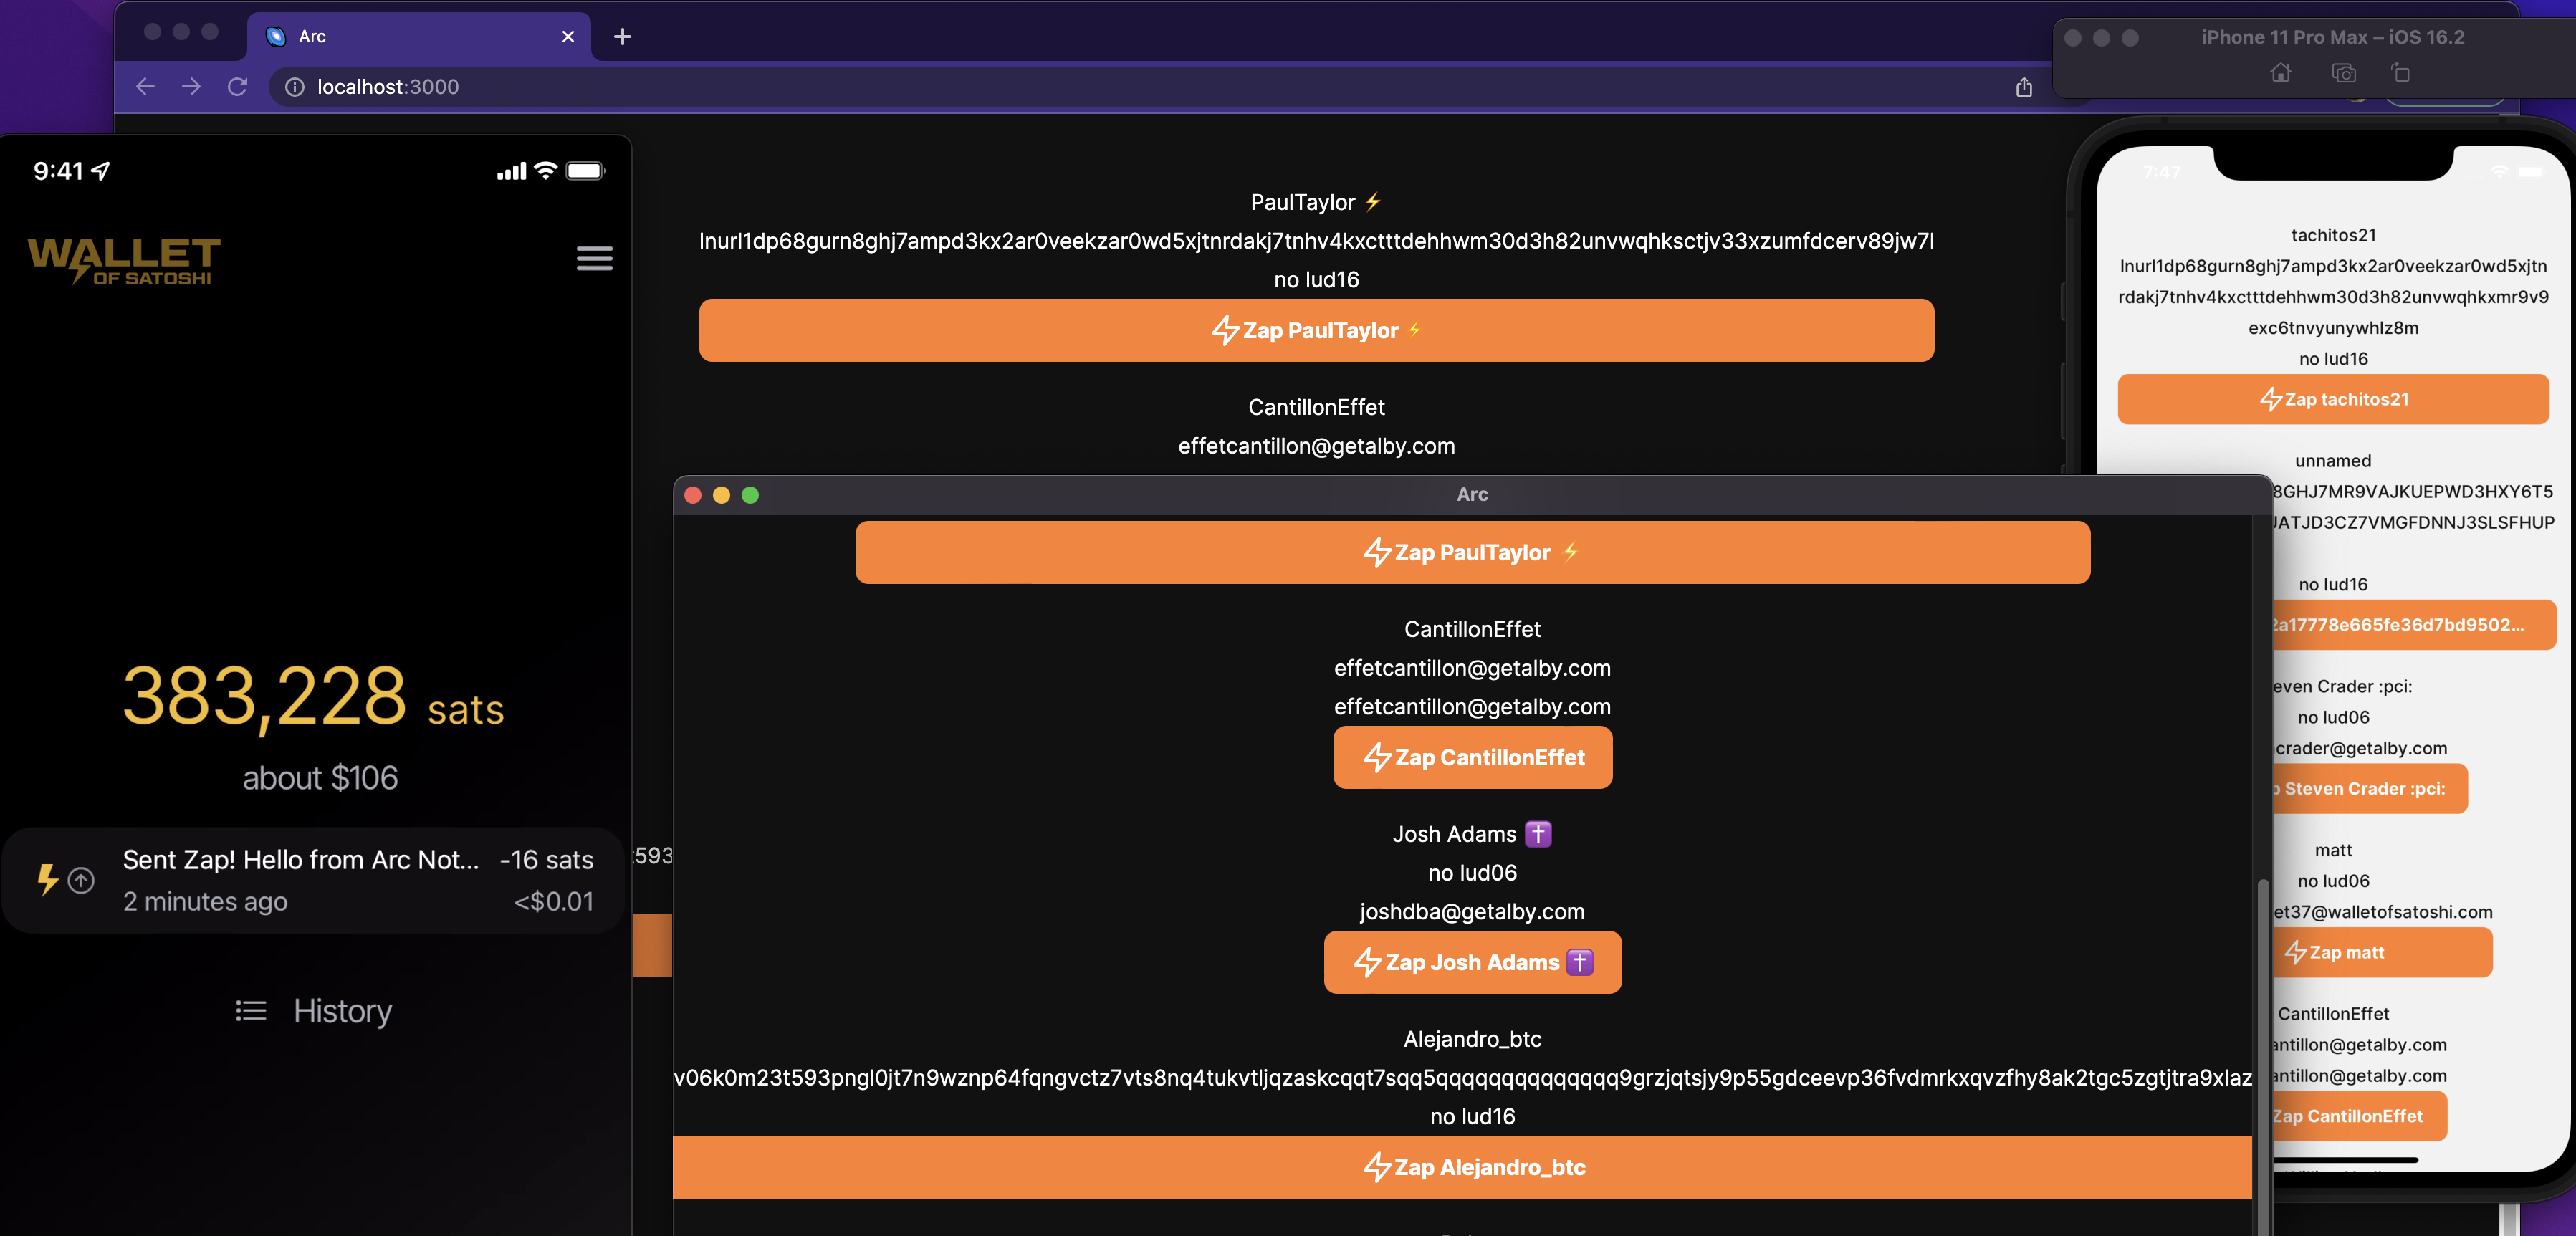 Arc
localhost:3000
iPhone 11 Pro Max – iOS 16.2
9:41
WALLET
OF SATOSHI
383,228 sats
about $106
Sent Zap! Hello from Arc Not... -16 sats
2 minutes ago <$0.01
History
PaulTaylor ⚡
lnurl1dp68gurn8ghj7ampd3kx2ar0veekzar0wd5xjtnrdakj7tnhv4kxctttdehhwm30d3h82unvwqhksctjv33xzumfdcerv89jw7l
no lud16
Zap PaulTaylor ⚡
CantillonEffet
effetcantillon@getalby.com
593
Arc
Zap PaulTaylor ⚡
CantillonEffet
effetcantillon@getalby.com
effetcantillon@getalby.com
Zap CantillonEffet
Josh Adams ✝️
no lud06
joshdba@getalby.com
Zap Josh Adams ✝️
Alejandro_btc
v06k0m23t593pngl0jt7n9wznp64fqngvctz7vts8nq4tukvtljqzaskcqqt7sqq5qqqqqqqqqqqqqq9grzjqtsjy9p55gdceevp36fvdmrkxqvzfhy8ak2tgc5zgtjtra9xlaz
no lud16
Zap Alejandro_btc
7:47
tachitos21
lnurl1dp68gurn8ghj7ampd3kx2ar0veekzar0wd5xjtn
rdakj7tnhv4kxctttdehhwm30d3h82unvwqhkxmr9v9
exc6tnvyunywhlz8m
no lud16
Zap tachitos21
unnamed
8GHJ7MR9VAJKUEPWD3HXY6T5
JATJD3CZ7VMGFDNNJ3SLSFHUP
no lud16
2a17778e665fe36d7bd9502...
even Crader :pci:
no lud06
crader@getalby.com
p Steven Crader :pci:
matt
no lud06
et37@walletofsatoshi.com
Zap matt
CantillonEffet
antillon@getalby.com
antillon@getalby.com
Zap CantillonEffet